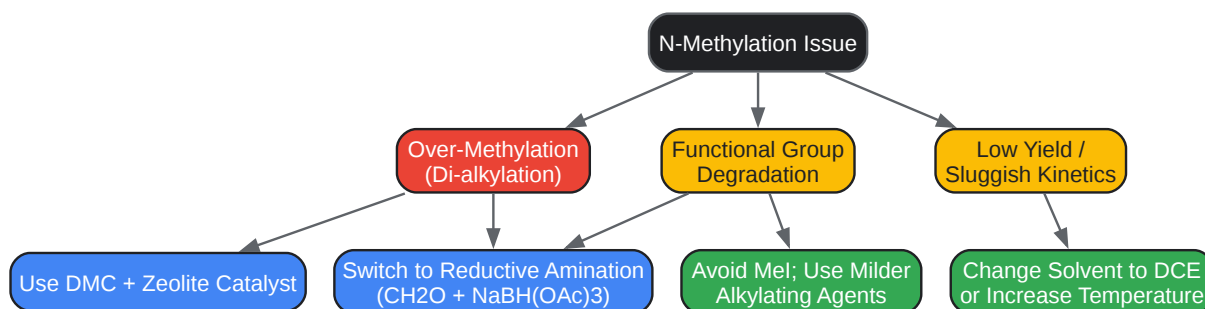 N-Methylation Issue
Over-Methylation
(Di-alkylation)
Functional Group
Degradation
Low Yield /
Sluggish Kinetics
Use DMC + Zeolite Catalyst
Switch to Reductive Amination
(CH2O + NaBH(OAc)3)
Avoid MeI; Use Milder
Alkylating Agents
Change Solvent to DCE
or Increase Temperature